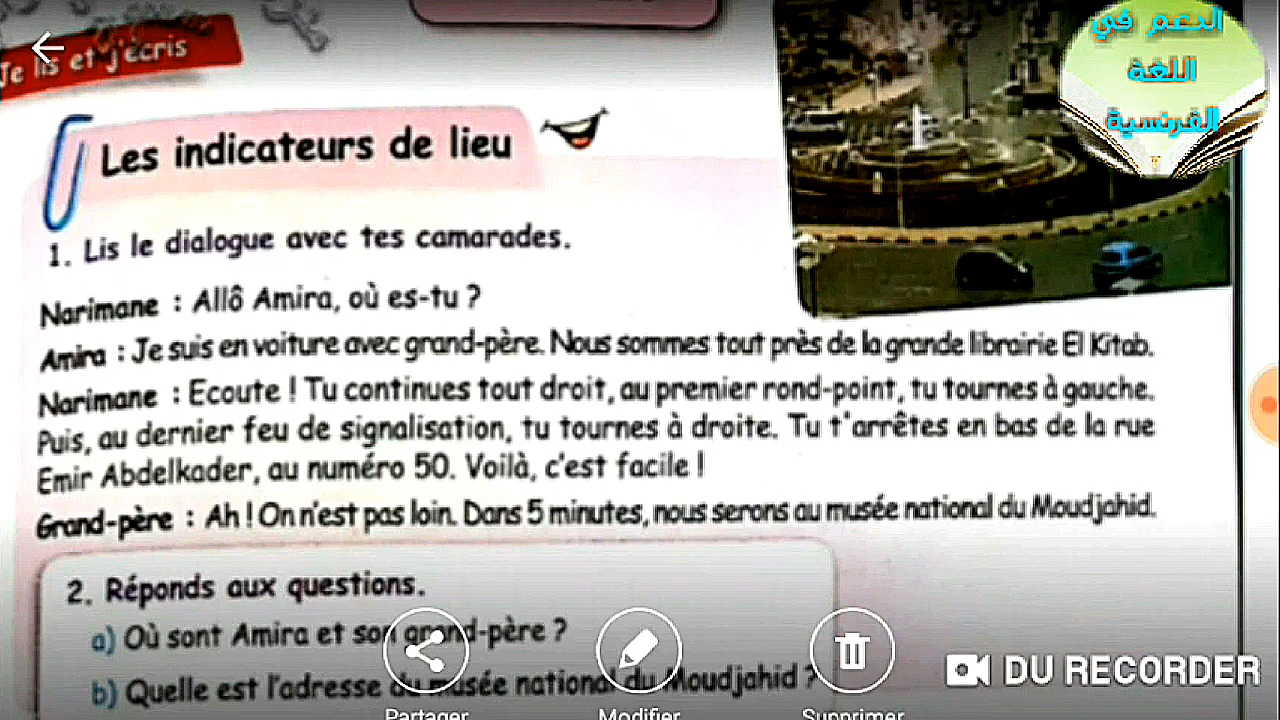 Je lis et j'écris
الدعم في
اللغة
الفرنسية
Les indicateurs de lieu
1. Lis le dialogue avec tes camarades.
Narimane : Allô Amira, où es-tu ?
Amira : Je suis en voiture avec grand-père. Nous sommes tout près de la grande librairie El Kitab.
Narimane : Ecoute ! Tu continues tout droit, au premier rond-point, tu tournes à gauche.
Puis, au dernier feu de signalisation, tu tournes à droite. Tu t'arrêtes en bas de la rue
Emir Abdelkader, au numéro 50. Voilà, c'est facile !
Grand-père : Ah ! On n'est pas loin. Dans 5 minutes, nous serons au musée national du Moudjahid.
2. Réponds aux questions.
a) Où sont Amira et son grand-père ?
b) Quelle est l'adresse du musée national du Moudjahid ?
DU RECORDER
Partager Modifier Supprimer